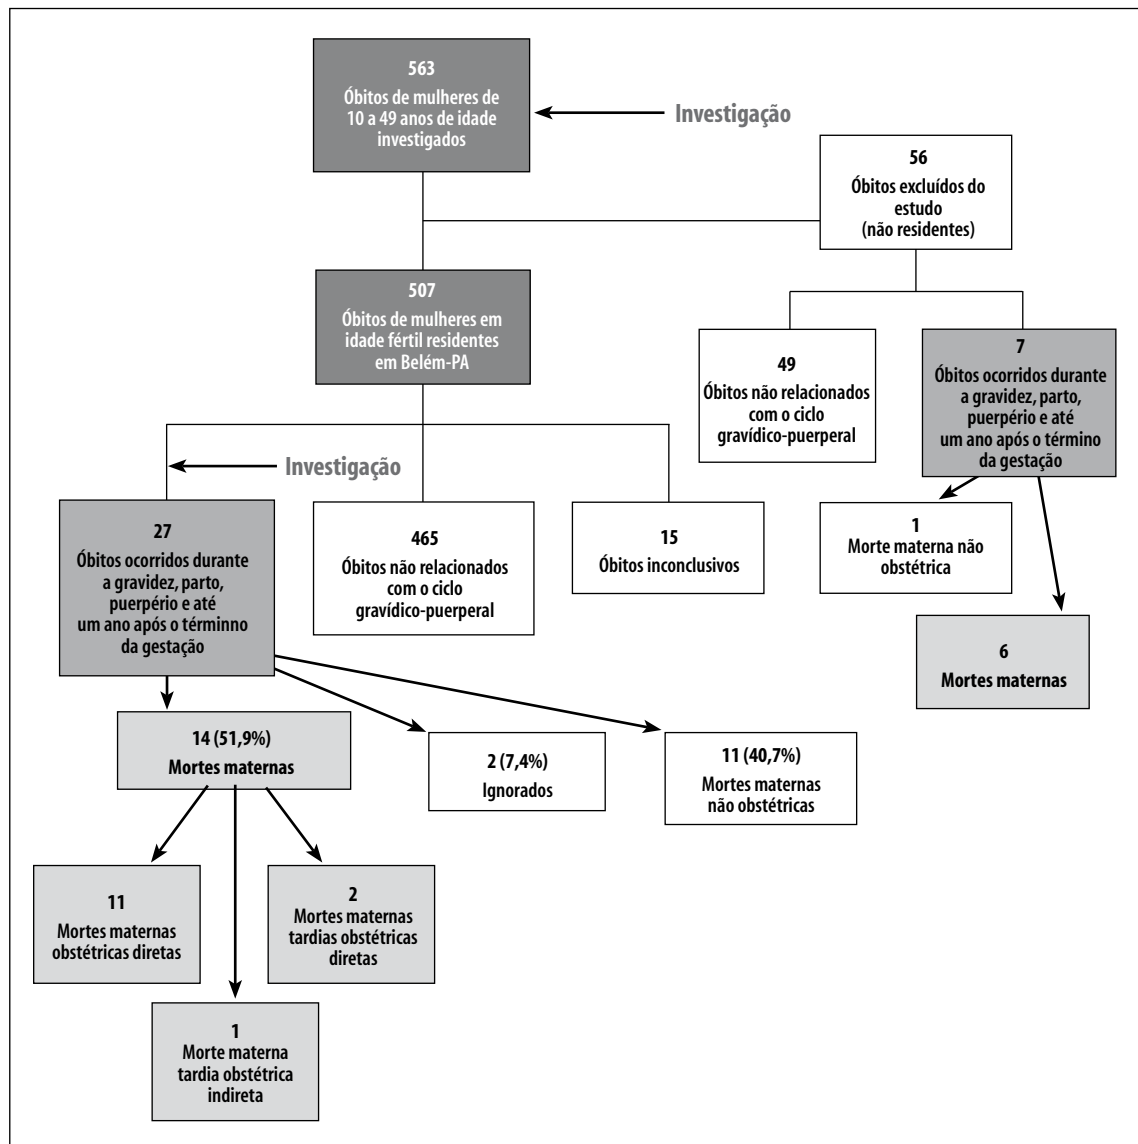 563
Óbitos de mulheres de
10 a 49 anos de idade
investigados
Investigação
56
Óbitos excluídos do
estudo
(não residentes)
507
Óbitos de mulheres em
idade fértil residentes
em Belém-PA
49
Óbitos não relacionados
com o ciclo
gravídico-puerperal
7
Óbitos ocorridos durante
a gravidez, parto,
puerpério e até
um ano após o término
da gestação
Investigação
27
Óbitos ocorridos durante
a gravidez, parto,
puerpério e até
um ano após o términno
da gestação
465
Óbitos não relacionados
com o ciclo
gravídico-puerperal
15
Óbitos inconclusivos
1
Morte materna não
obstétrica
6
Mortes maternas
14 (51,9%)
Mortes maternas
2 (7,4%)
Ignorados
11 (40,7%)
Mortes maternas
não obstétricas
11
Mortes maternas
obstétricas diretas
2
Mortes maternas
tardias obstétricas
diretas
1
Morte materna
tardia obstétrica
indireta